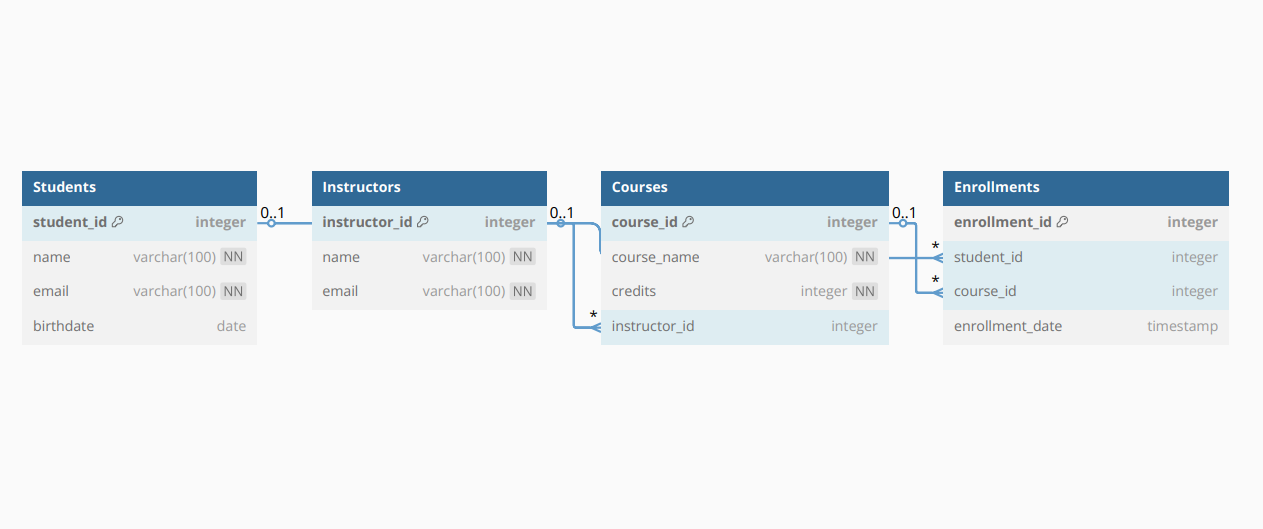 Students
student_id integer
name varchar(100) NN
email varchar(100) NN
birthdate date
0..1
Instructors
instructor_id integer
name varchar(100) NN
email varchar(100) NN
0..1
*
Courses
course_id integer
course_name varchar(100) NN
credits integer NN
instructor_id integer
0..1
*
*
Enrollments
enrollment_id integer
student_id integer
course_id integer
enrollment_date timestamp